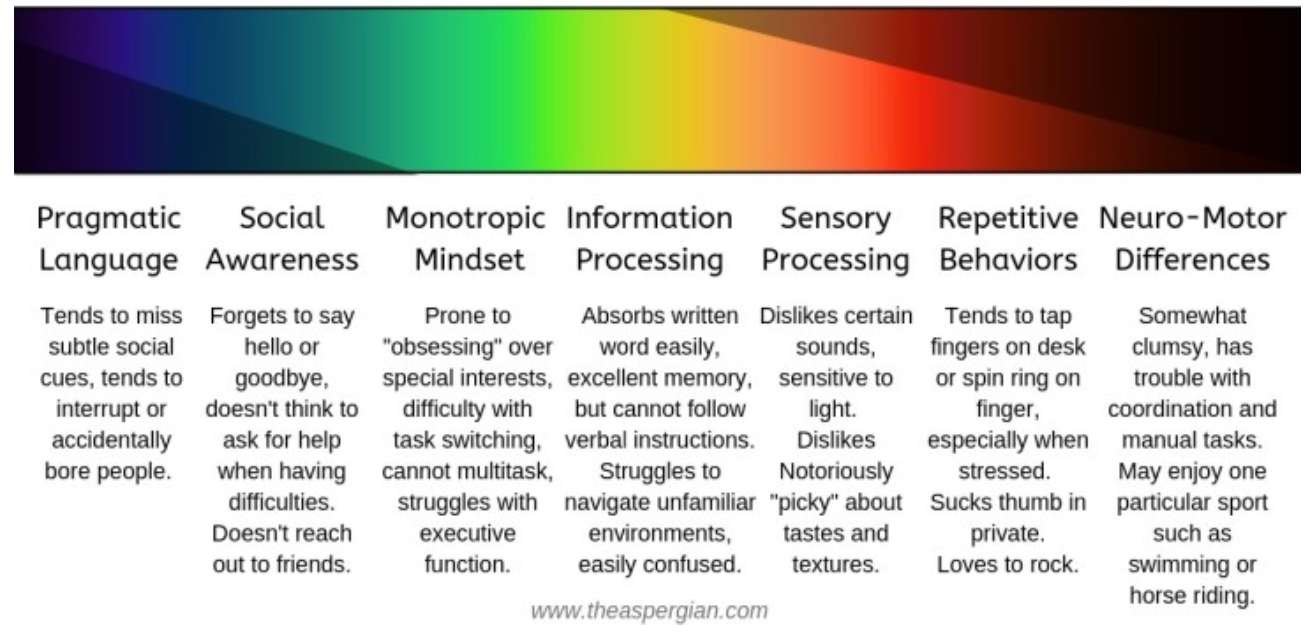 Pragmatic
Language
Tends to miss
subtle social
cues, tends to
interrupt or
accidentally
bore people.
Social
Awareness
Forgets to say
hello or
goodbye,
doesn't think to
ask for help
when having
difficulties.
Doesn't reach
out to friends.
Monotropic
Mindset
Prone to
"obsessing" over
special interests,
difficulty with
task switching,
cannot multitask,
struggles with
executive
function.
Information
Processing
Absorbs written
word easily,
excellent memory,
but cannot follow
verbal instructions.
Struggles to
navigate unfamiliar
environments,
easily confused.
Sensory
Processing
Dislikes certain
sounds,
sensitive to
light.
Dislikes
Notoriously
"picky" about
tastes and
textures.
Repetitive
Behaviors
Tends to tap
fingers on desk
or spin ring on
finger,
especially when
stressed.
Sucks thumb in
private.
Loves to rock.
Neuro-Motor
Differences
Somewhat
clumsy, has
trouble with
coordination and
manual tasks.
May enjoy one
particular sport
such as
swimming or
horse riding.
www.theaspergian.com